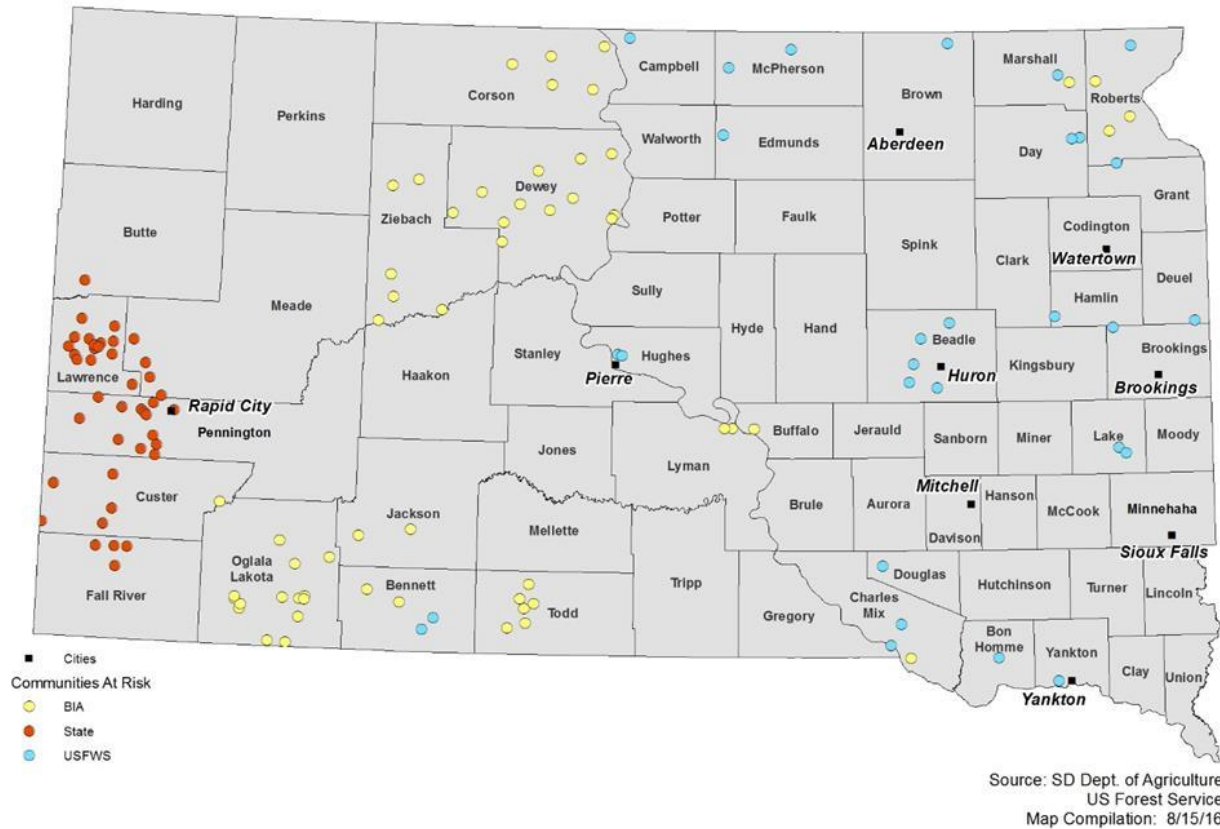 Harding
Perkins
Corson
Campbell
McPherson
Brown
Marshall
Roberts
Walworth
Edmunds
Aberdeen
Day
Butte
Ziebach
Dewey
Potter
Faulk
Spink
Clark
Grant
Codington
Watertown
Meade
Sully
Hyde
Hand
Hamlin
Deuel
Lawrence
Haakon
Stanley
Hughes
Pierre
Beadle
Huron
Kingsbury
Brookings
Brookings
Rapid City
Pennington
Jones
Lyman
Buffalo
Jerauld
Sanborn
Miner
Lake
Moody
Custer
Jackson
Mellette
Brule
Aurora
Mitchell
Davison
Hanson
McCook
Minnehaha
Sioux Falls
Fall River
Oglala
Lakota
Bennett
Todd
Tripp
Gregory
Douglas
Charles
Mix
Hutchinson
Turner
Lincoln
Bon
Homme
Yankton
Yankton
Clay
Union
Cities
Communities At Risk
BIA
State
USFWS
Source: SD Dept. of Agriculture
US Forest Service
Map Compilation: 8/15/16